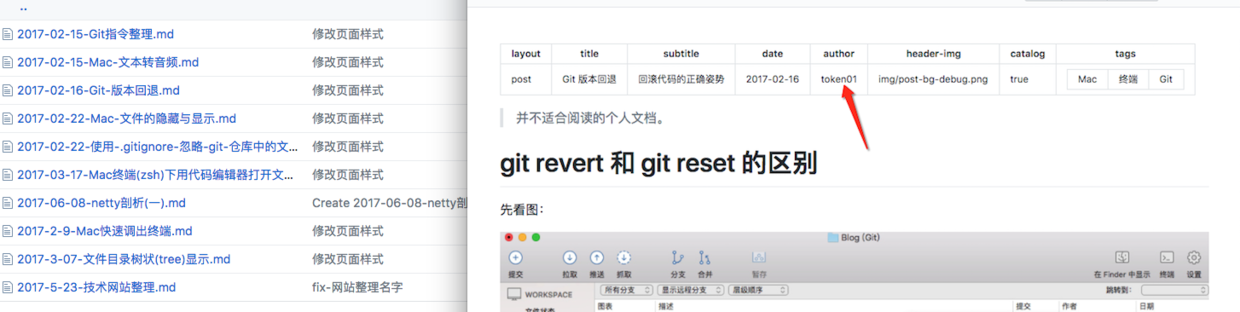 ..
2017-02-15-Git指令整理.md 修改页面样式
2017-02-15-Mac-文本转音频.md 修改页面样式
2017-02-16-Git-版本回退.md 修改页面样式
2017-02-22-Mac-文件的隐藏与显示.md 修改页面样式
2017-02-22-使用-.gitignore-忽略-git-仓库中的文... 修改页面样式
2017-03-17-Mac终端(zsh)下用代码编辑器打开文... 修改页面样式
2017-06-08-netty剖析(一).md Create 2017-06-08-netty剖
2017-2-9-Mac快速调出终端.md 修改页面样式
2017-3-07-文件目录树状(tree)显示.md 修改页面样式
2017-5-23-技术网站整理.md fix-网站整理名字
layout title subtitle date author header-img catalog tags
post Git 版本回退 回滚代码的正确姿势 2017-02-16 token01 img/post-bg-debug.png true Mac 终端 Git
并不适合阅读的个人文档。
git revert 和 git reset 的区别
先看图：
Blog (Git)
提交 拉取 推送 抓取 分支 合并 暂存 在 Finder 中显示 终端 设置
WORKSPACE 所有分支 显示远程分支 层级顺序 跳转到：
文件状态 图表 描述 提交 作者 日期